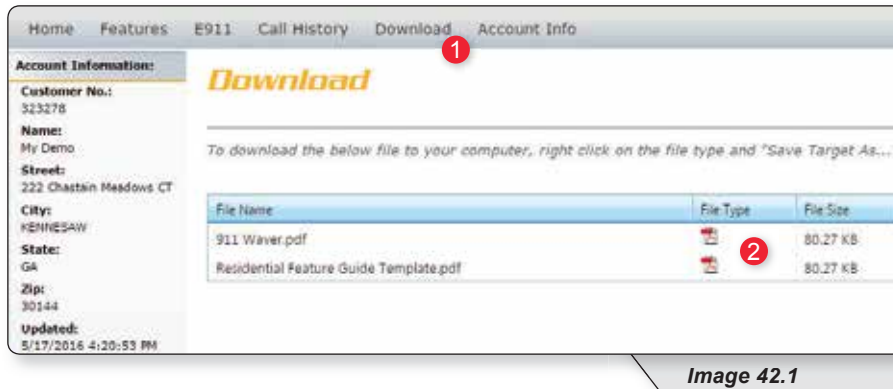 Home Features E911 Call History Download Account Info
1
Account Information:
Customer No.:
323278
Name:
My Demo
Street:
222 Chastain Meadows CT
City:
KENNESAW
State:
GA
Zip:
30144
Updated:
5/17/2016 4:20:53 PM
Download
To download the below file to your computer, right click on the file type and "Save Target As...
File Name File Type File Size
911 Waver.pdf 80.27 KB
2
Residential Feature Guide Template.pdf 80.27 KB
Image 42.1